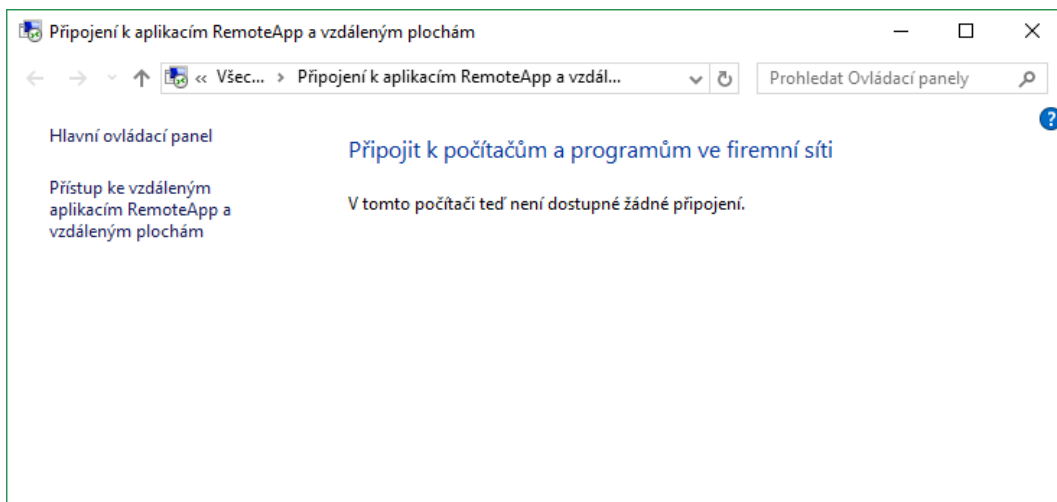 Připojení k aplikacím RemoteApp a vzdáleným plochám
« Všec... › Připojení k aplikacím RemoteApp a vzdál...
Prohledat Ovládací panely
?
Hlavní ovládací panel
Přístup ke vzdáleným
aplikacím RemoteApp a
vzdáleným plochám
Připojit k počítačům a programům ve firemní síti
V tomto počítači teď není dostupné žádné připojení.